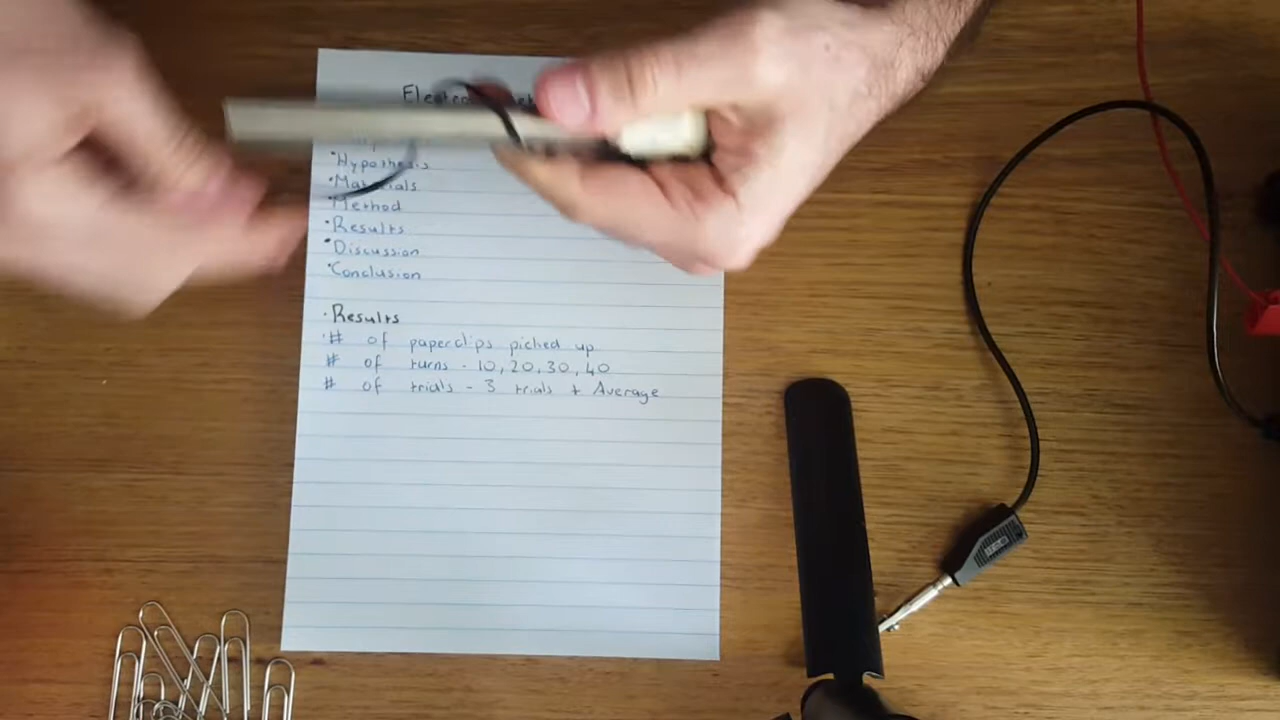 ·Hypothesis
·Materials
·Method
·Results
·Discussion
·Conclusion
·Results
·# of paperclips picked up
# of turns - 10, 20, 30, 40
# of trials - 3 trials + Average